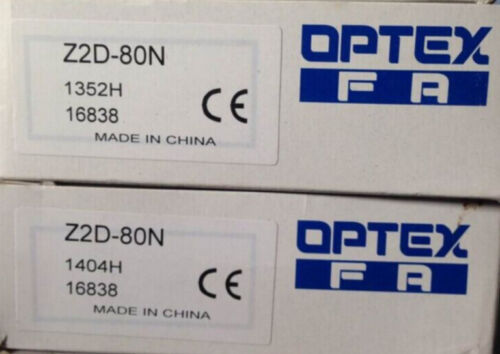 Z2D-80N
1352H
16838
CE
MADE IN CHINA
OPTEX
FA
Z2D-80N
1404H
16838
CE
MADE IN CHINA
OPTEX
FA